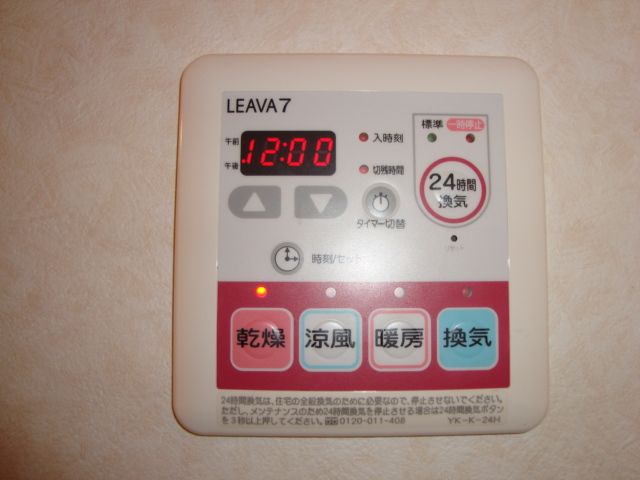 LEAVA7
標準 一時停止
午前
午後
12:00
入時刻
切残時間
24時間
換気
タイマー切替
リセット
時刻/セット
乾燥 涼風 暖房 換気
24時間換気は、住宅の全般換気のために必要なので、停止させないでください。
ただし、メンテナンスのため24時間換気を停止させる場合は24時間換気ボタン
を3秒以上押してください。 0120-011-408 YK-K-24H